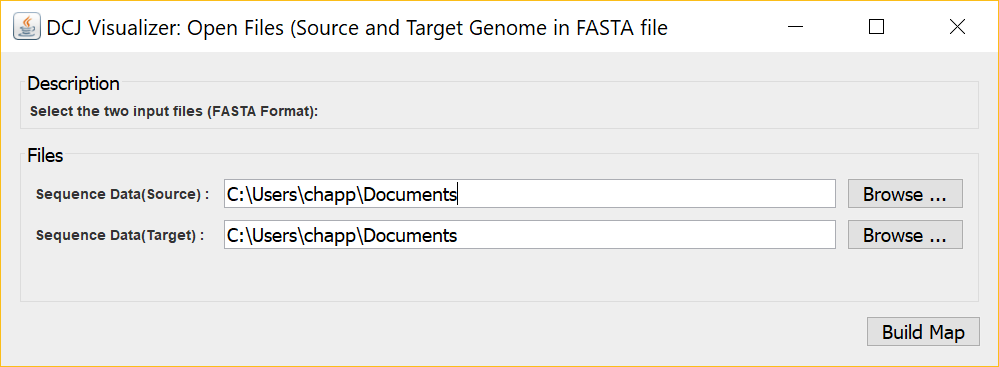 DCJ Visualizer: Open Files (Source and Target Genome in FASTA file
Description
Select the two input files (FASTA Format):
Files
Sequence Data(Source) : C:\Users\chapp\Documents Browse ...
Sequence Data(Target) : C:\Users\chapp\Documents Browse ...
Build Map